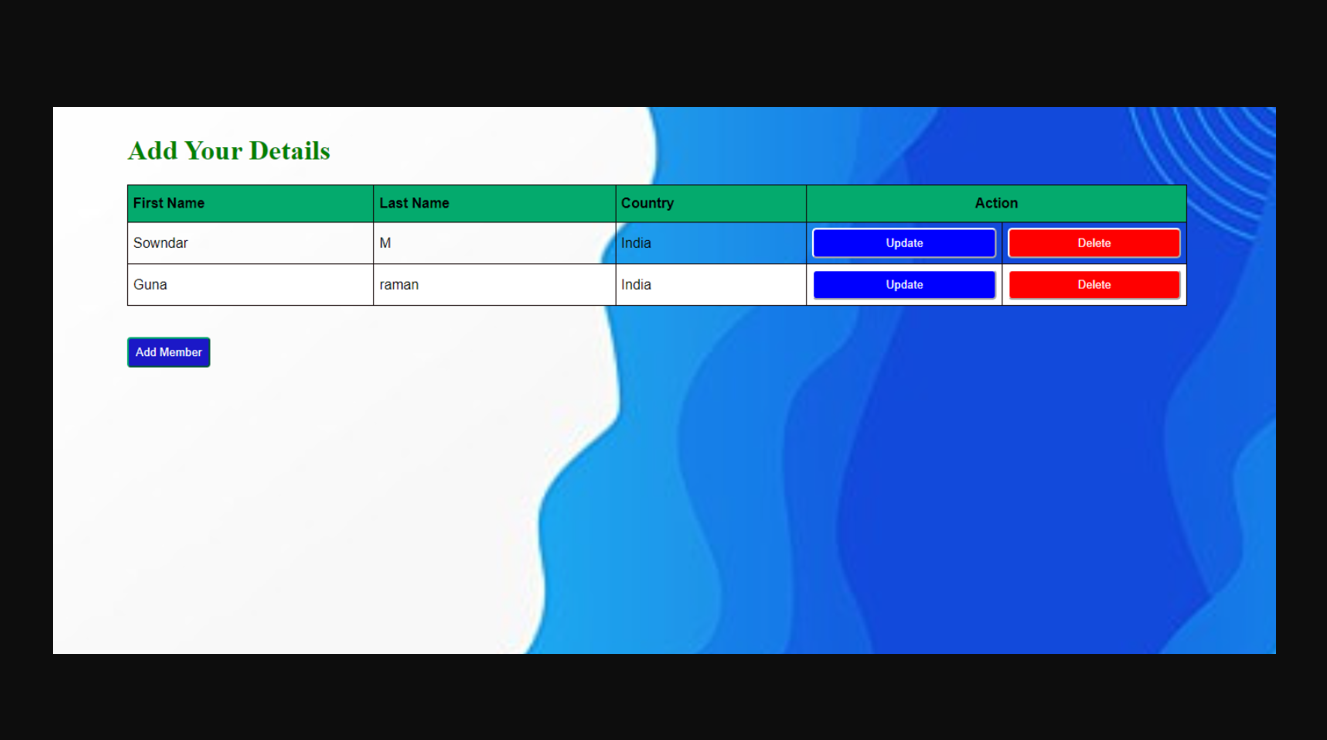 Add Your Details
First Name Last Name Country Action
Sowndar M India Update Delete
Guna raman India Update Delete
Add Member